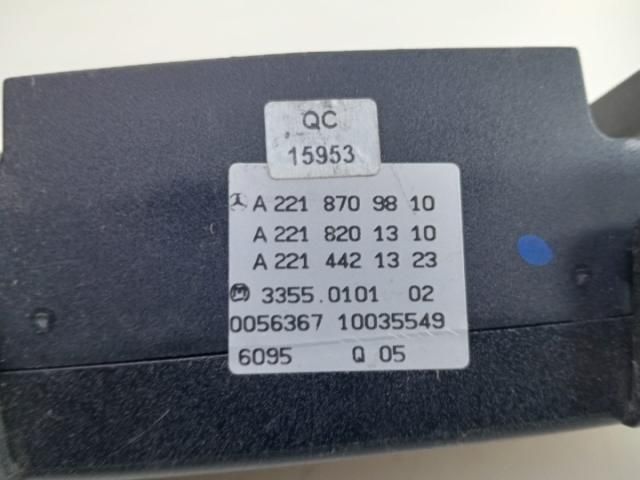 QC
15953
A 221 870 98 10
A 221 820 13 10
A 221 442 13 23
3355.0101 02
0056367 10035549
6095 Q 05